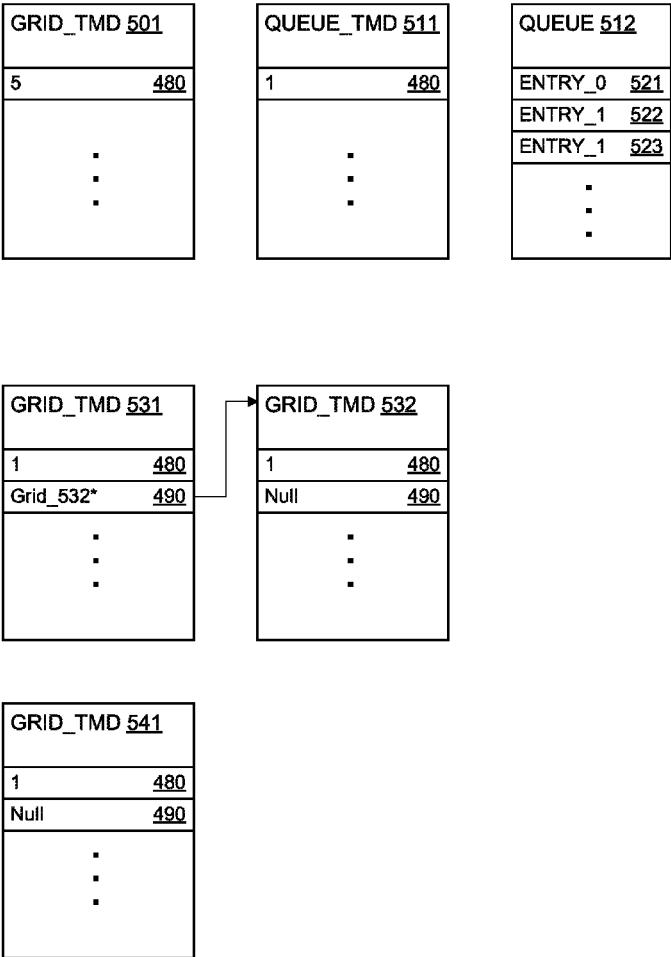 GRID_TMD 501
5 480
QUEUE_TMD 511
1 480
QUEUE 512
ENTRY_0 521
ENTRY_1 522
ENTRY_1 523
GRID_TMD 531
1 480
Grid_532* 490
GRID_TMD 532
1 480
Null 490
GRID_TMD 541
1 480
Null 490